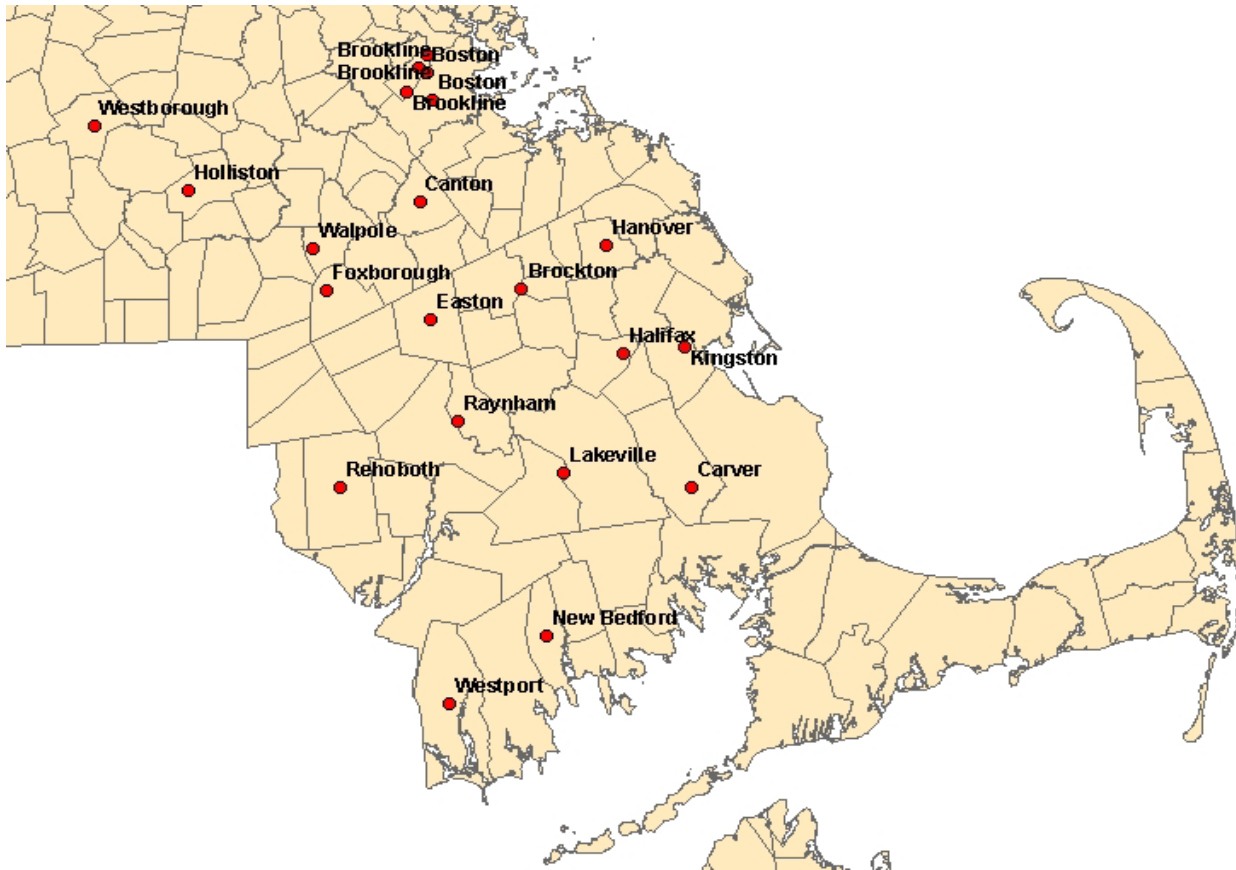 Brookline
Boston
Brookline
Boston
Brookline
Westborough
Holliston
Canton
Walpole
Hanover
Foxborough
Brockton
Easton
Halifax
Kingston
Raynham
Lakeville
Rehoboth
Carver
New Bedford
Westport